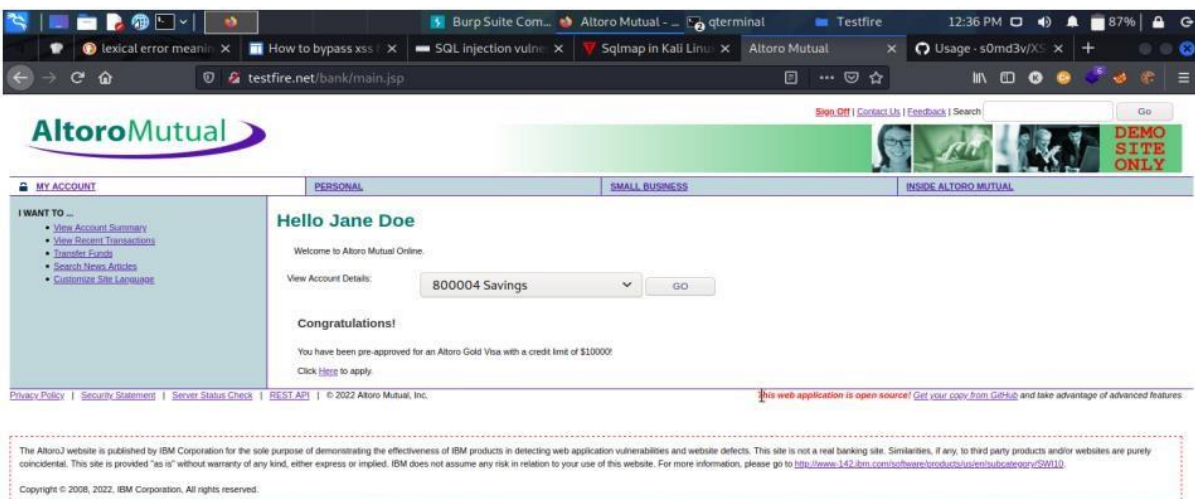 Burp Suite Com... Altoro Mutual - ... qterminal Testfire 12:36 PM 87%
lexical error meanin How to bypass xss f SQL injection vulne Sqlmap in Kali Linu Altoro Mutual Usage · s0md3v/XS
testfire.net/bank/main.jsp
Sign Off | Contact Us | Feedback | Search Go
AltoroMutual
DEMO
SITE
ONLY
MY ACCOUNT PERSONAL SMALL BUSINESS INSIDE ALTORO MUTUAL
I WANT TO ...
View Account Summary
View Recent Transactions
Transfer Funds
Search News Articles
Customize Site Language
Hello Jane Doe
Welcome to Altoro Mutual Online.
View Account Details: 800004 Savings GO
Congratulations!
You have been pre-approved for an Altoro Gold Visa with a credit limit of $10000!
Click Here to apply.
Privacy Policy | Security Statement | Server Status Check | REST API | © 2022 Altoro Mutual, Inc. This web application is open source! Get your copy from GitHub and take advantage of advanced features
The AltoroJ website is published by IBM Corporation for the sole purpose of demonstrating the effectiveness of IBM products in detecting web application vulnerabilities and website defects. This site is not a real banking site. Similarities, if any, to third party products and/or websites are purely
coincidental. This site is provided "as is" without warranty of any kind, either express or implied. IBM does not assume any risk in relation to your use of this website. For more information, please go to http://www-142.ibm.com/software/products/us/en/subcategory/SWI10.
Copyright © 2008, 2022, IBM Corporation, All rights reserved.